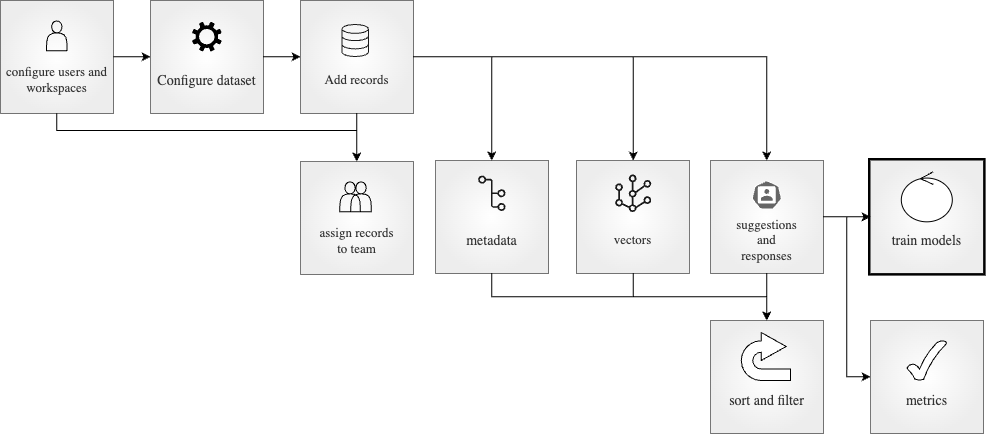 configure users and
workspaces
Configure dataset
Add records
assign records
to team
metadata
vectors
suggestions
and
responses
train models
sort and filter
metrics